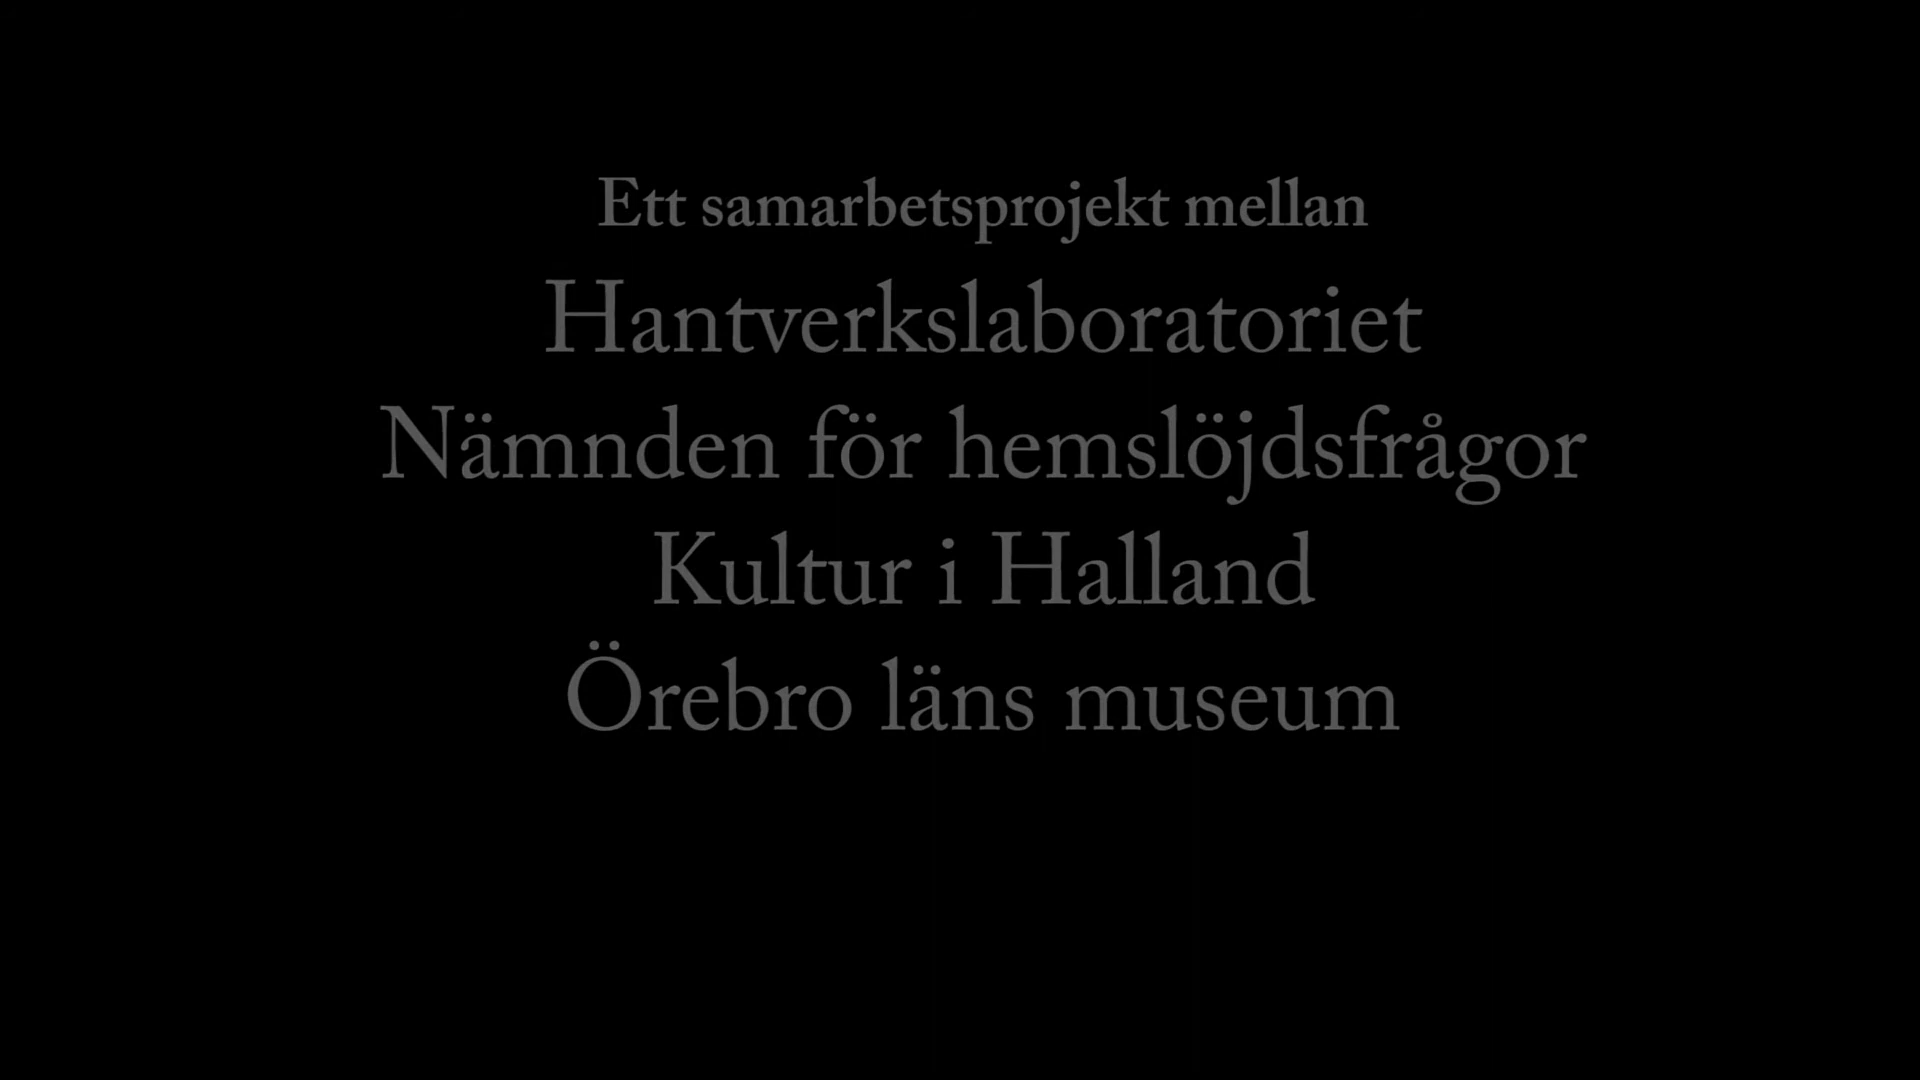 Ett samarbetsprojekt mellan
Hantverkslaboratoriet
Nämnden för hemslöjdsfrågor
Kultur i Halland
Örebro läns museum